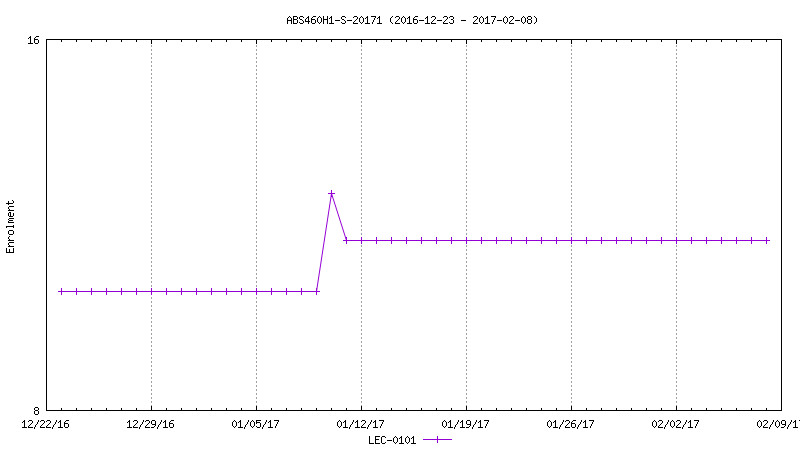 ABS460H1-S-20171 (2016-12-23 - 2017-02-08)
16
Enrolment
8
12/22/16 12/29/16 01/05/17 01/12/17 01/19/17 01/26/17 02/02/17 02/09/1
LEC-0101